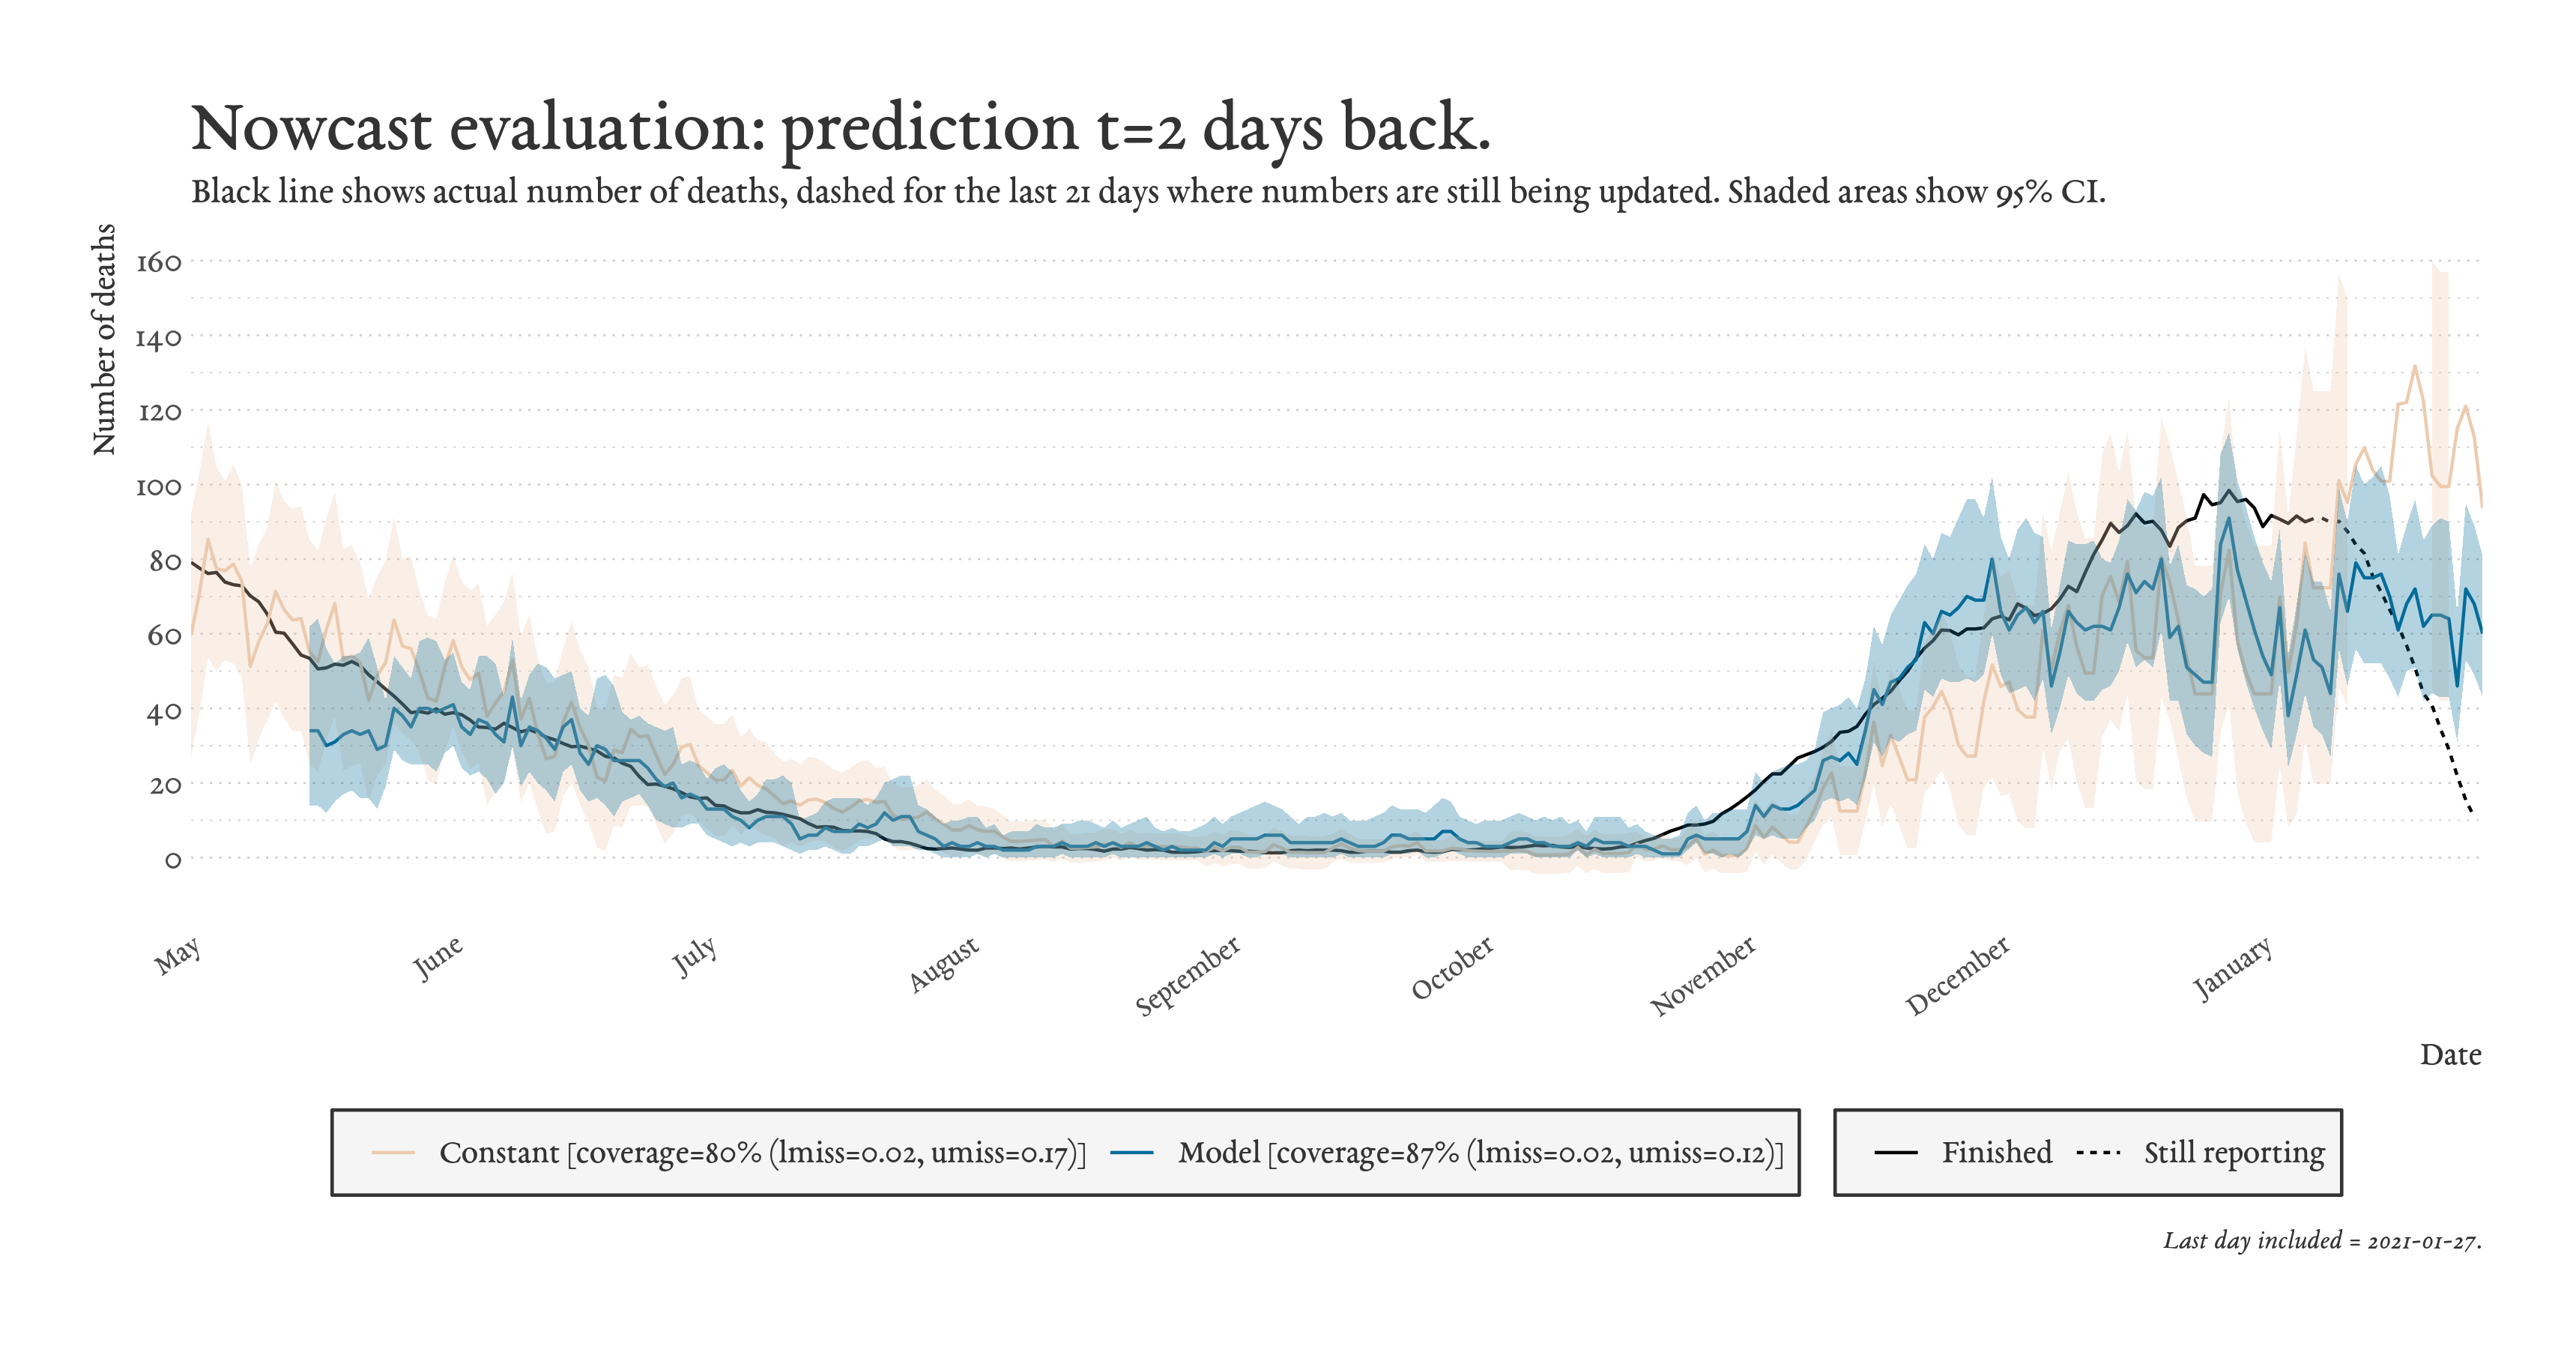 Nowcast evaluation: prediction t=2 days back.
Black line shows actual number of deaths, dashed for the last 21 days where numbers are still being updated. Shaded areas show 95% CI.
Number of deaths
160
140
120
100
80
60
40
20
0
May
June
July
August
September
October
November
December
January
Date
Constant [coverage=80% (lmiss=0.02, umiss=0.17)]
Model [coverage=87% (lmiss=0.02, umiss=0.12)]
Finished
Still reporting
Last day included = 2021-01-27.